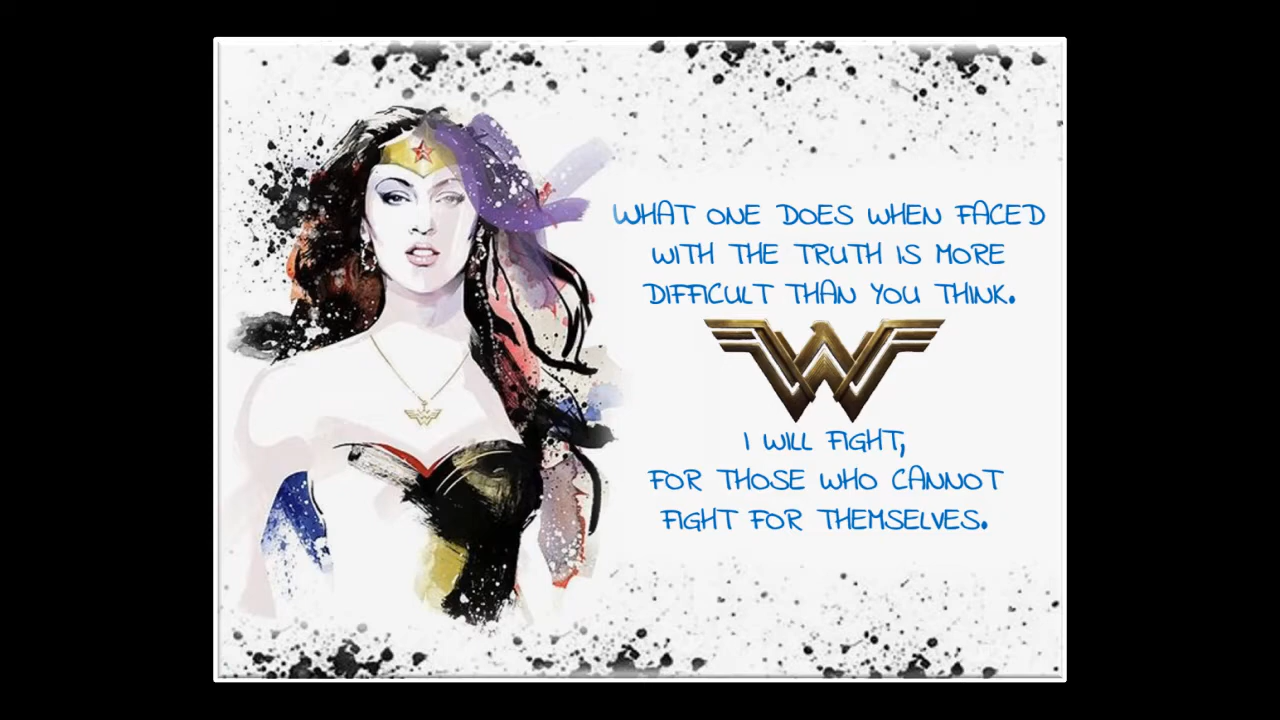 WHAT ONE DOES WHEN FACED
WITH THE TRUTH IS MORE
DIFFICULT THAN YOU THINK.
I WILL FIGHT,
FOR THOSE WHO CANNOT
FIGHT FOR THEMSELVES.